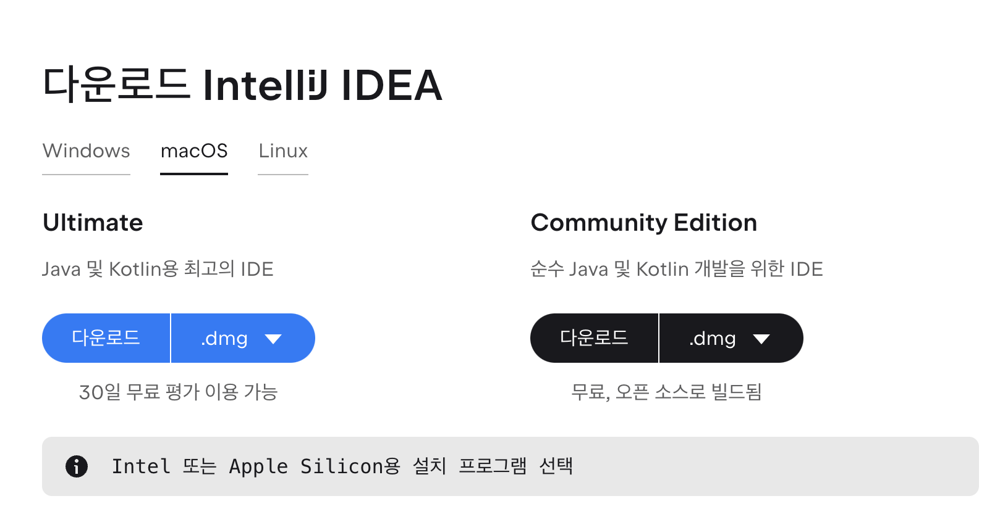 다운로드 IntelliJ IDEA
Windows macOS Linux
Ultimate
Java 및 Kotlin용 최고의 IDE
다운로드 .dmg
30일 무료 평가 이용 가능
Community Edition
순수 Java 및 Kotlin 개발을 위한 IDE
다운로드 .dmg
무료, 오픈 소스로 빌드됨
Intel 또는 Apple Silicon용 설치 프로그램 선택